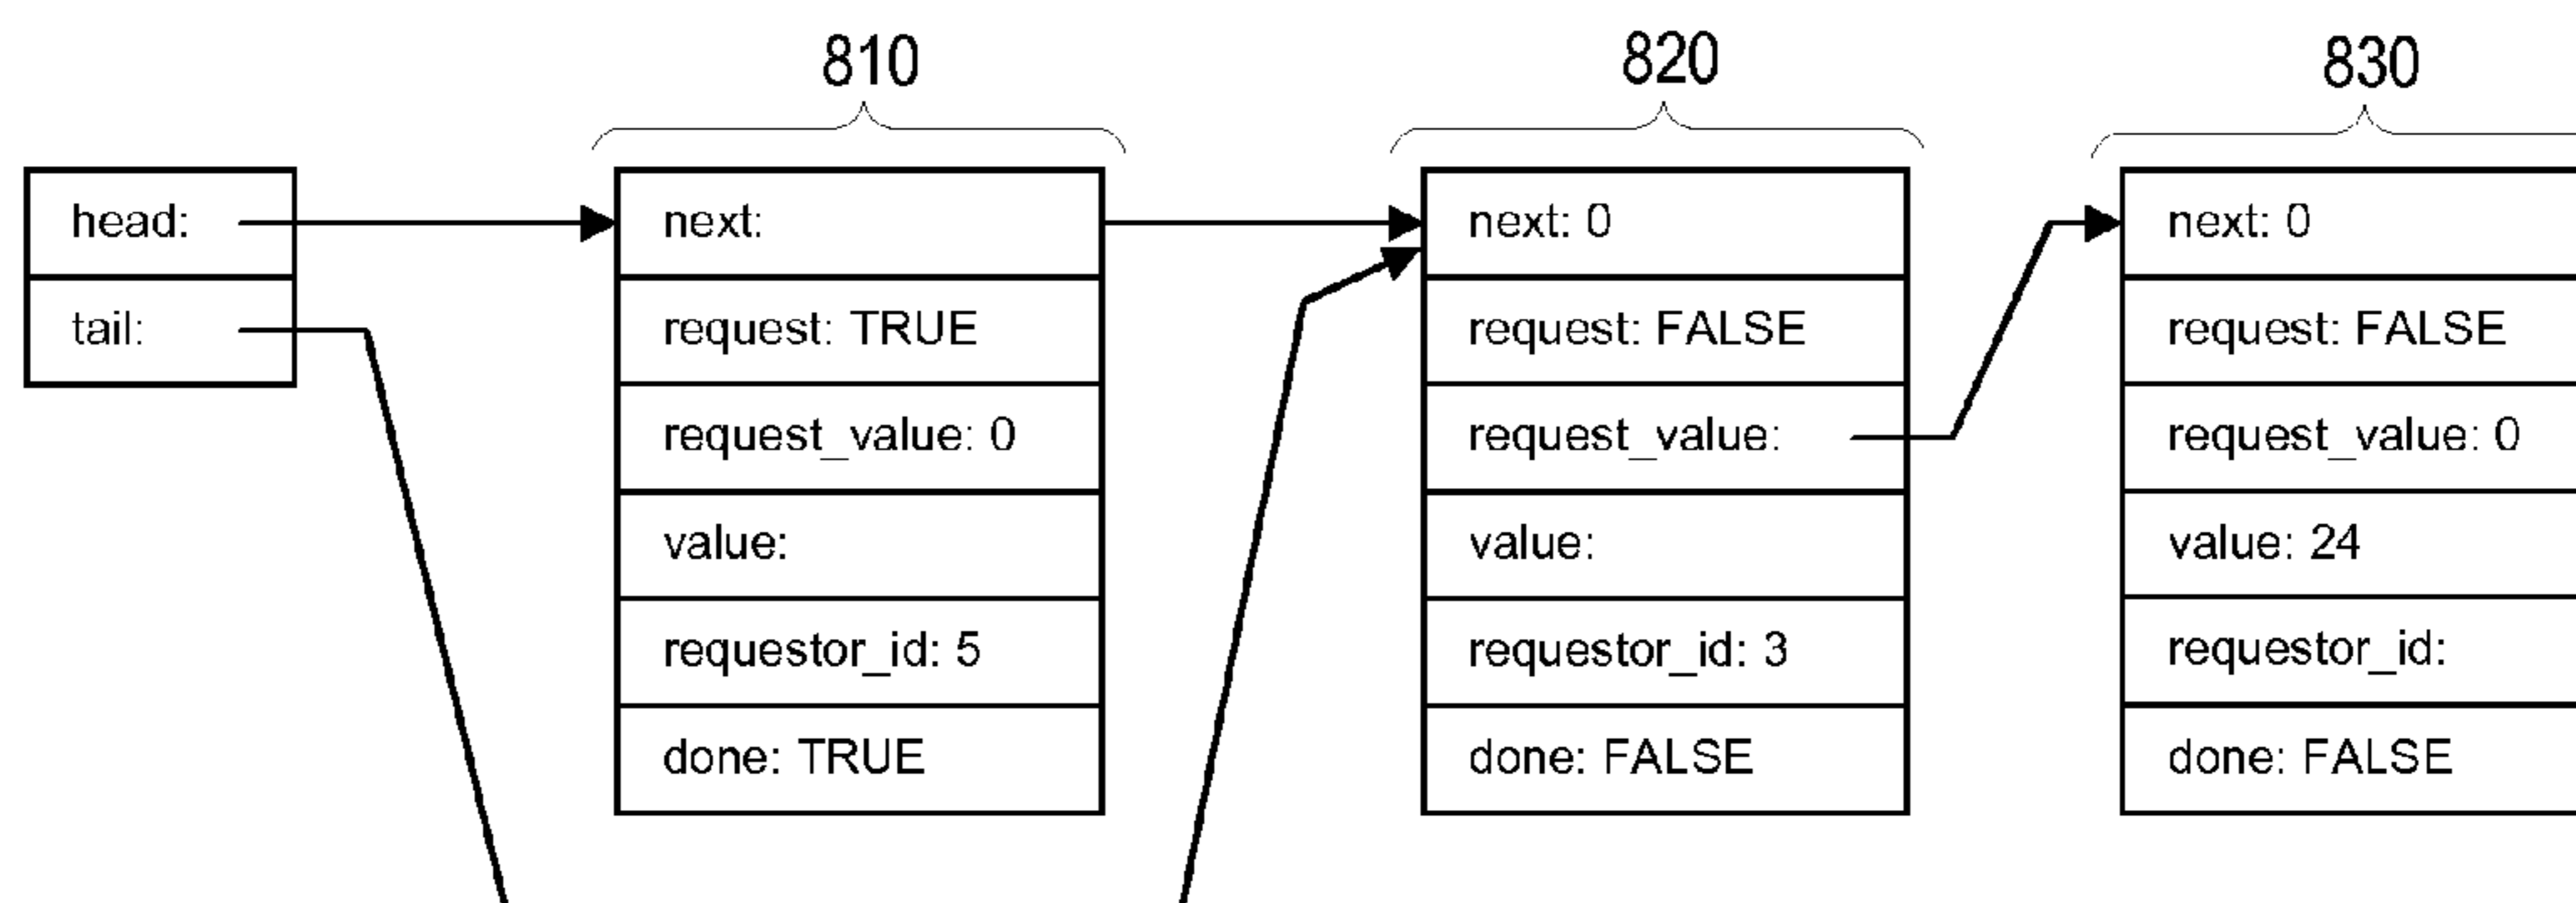 810
820
830
head:
tail:
next:
request: TRUE
request_value: 0
value:
requestor_id: 5
done: TRUE
next: 0
request: FALSE
request_value:
value:
requestor_id: 3
done: FALSE
next: 0
request: FALSE
request_value: 0
value: 24
requestor_id:
done: FALSE